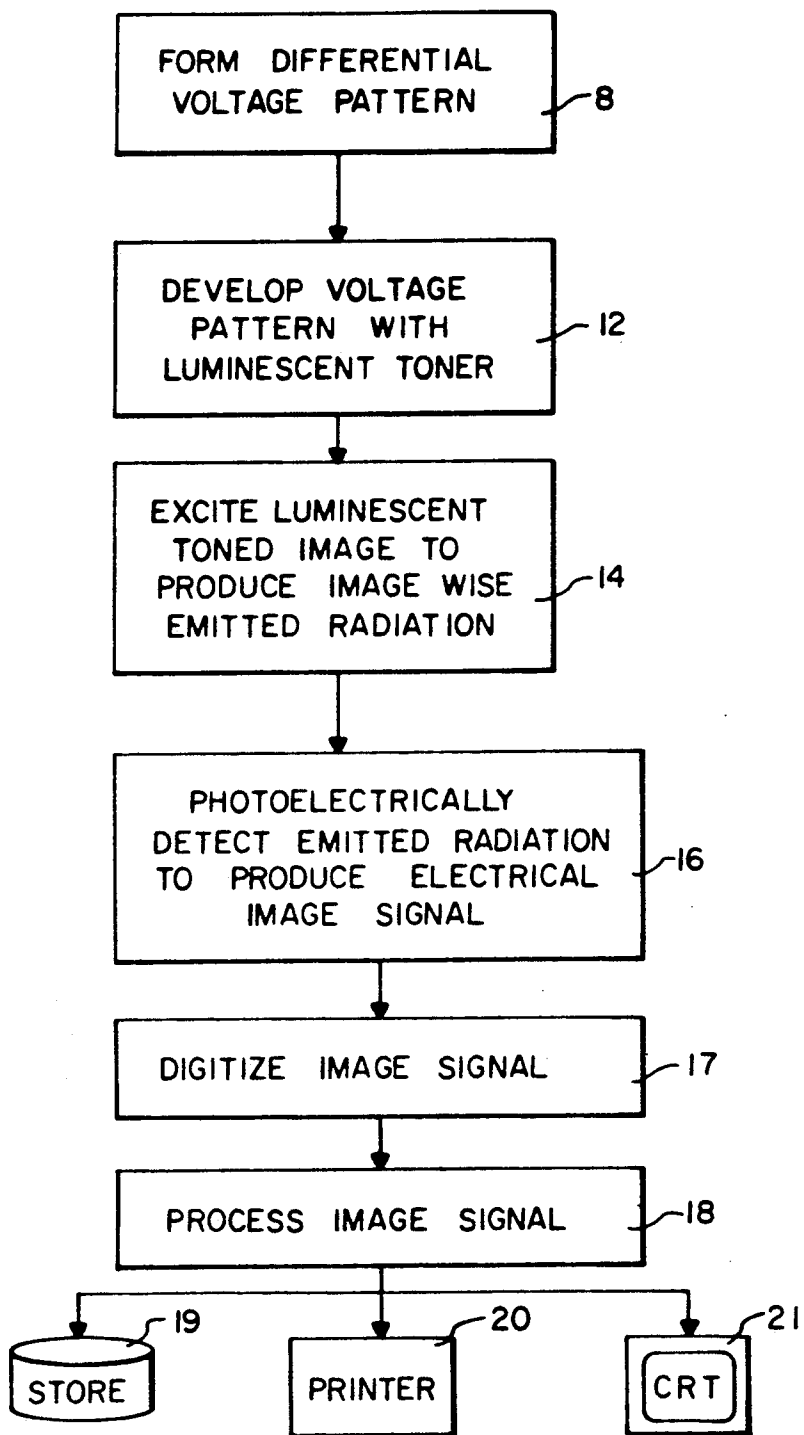 FORM DIFFERENTIAL
VOLTAGE PATTERN
8
DEVELOP VOLTAGE
PATTERN WITH
LUMINESCENT TONER
12
EXCITE LUMINESCENT
TONED IMAGE TO
PRODUCE IMAGE WISE
EMITTED RADIATION
14
PHOTOELECTRICALLY
DETECT EMITTED RADIATION
TO PRODUCE ELECTRICAL
IMAGE SIGNAL
16
DIGITIZE IMAGE SIGNAL
17
PROCESS IMAGE SIGNAL
18
19
STORE
20
PRINTER
21
CRT